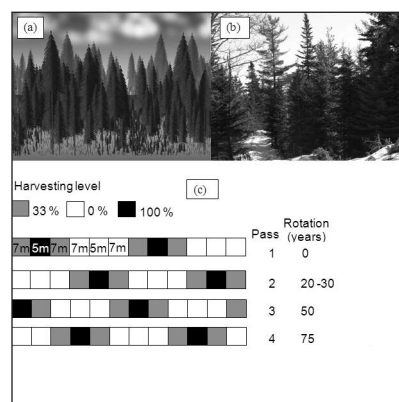 (a)
(b)
Harvesting level
(c)
33 % 0 % 100 %
Pass Rotation (years)
7m 5m 7m 7m 5m 7m
1 0
2 20 -30
3 50
4 75